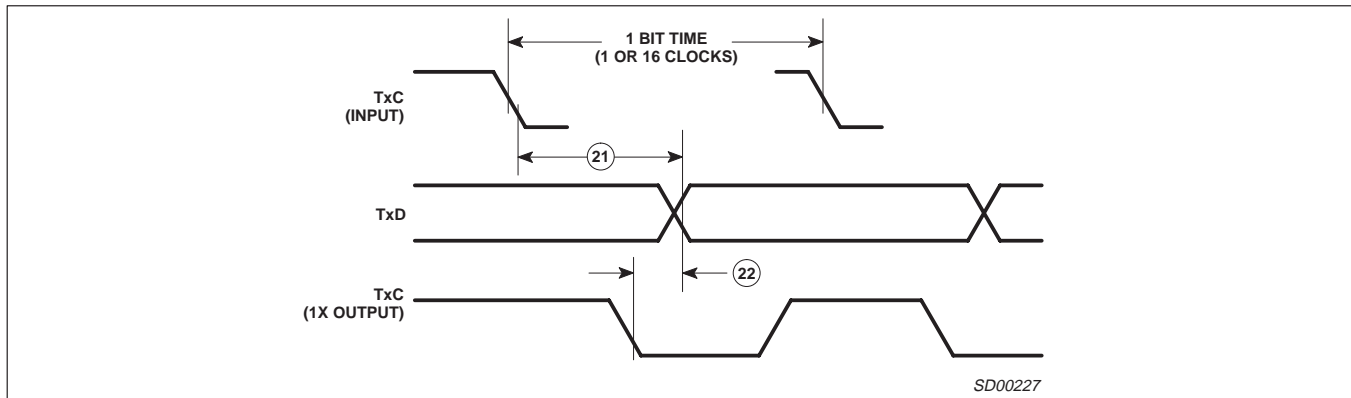 1 BIT TIME
(1 OR 16 CLOCKS)
TxC
(INPUT)
21
TxD
22
TxC
(1X OUTPUT)
SD00227